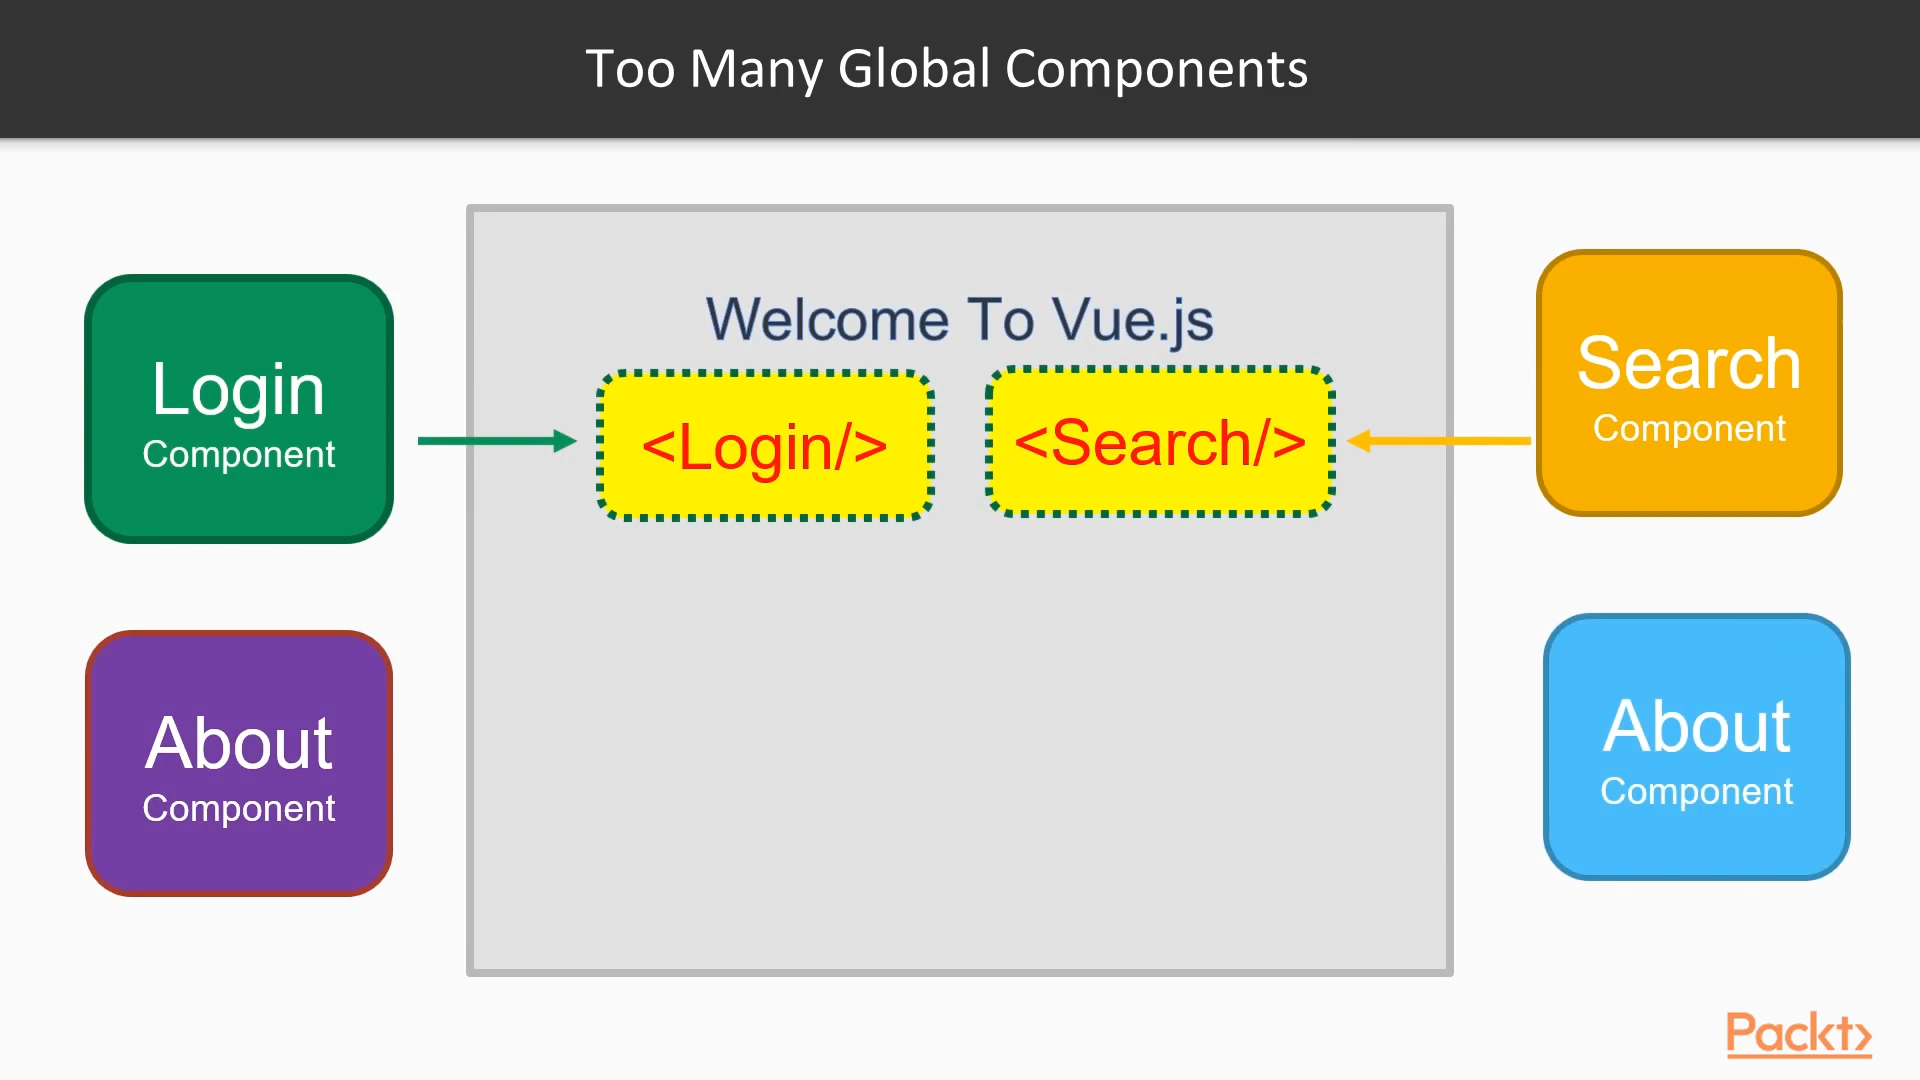 Too Many Global Components
Welcome To Vue.js
Login
Component
<Login/>
<Search/>
Search
Component
About
Component
About
Component
Packt>